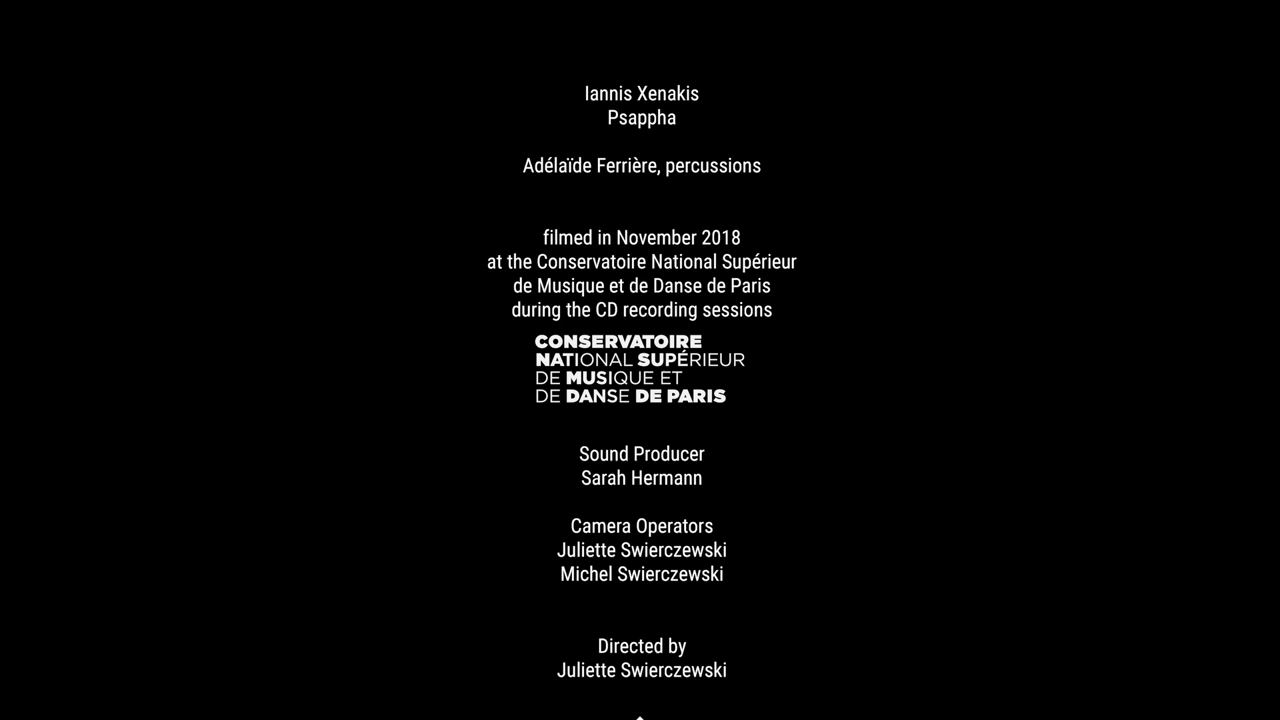 Iannis Xenakis
Psappha
Adélaïde Ferrière, percussions
filmed in November 2018
at the Conservatoire National Supérieur
de Musique et de Danse de Paris
during the CD recording sessions
CONSERVATOIRE
NATIONAL SUPÉRIEUR
DE MUSIQUE ET
DE DANSE DE PARIS
Sound Producer
Sarah Hermann
Camera Operators
Juliette Swierczewski
Michel Swierczewski
Directed by
Juliette Swierczewski